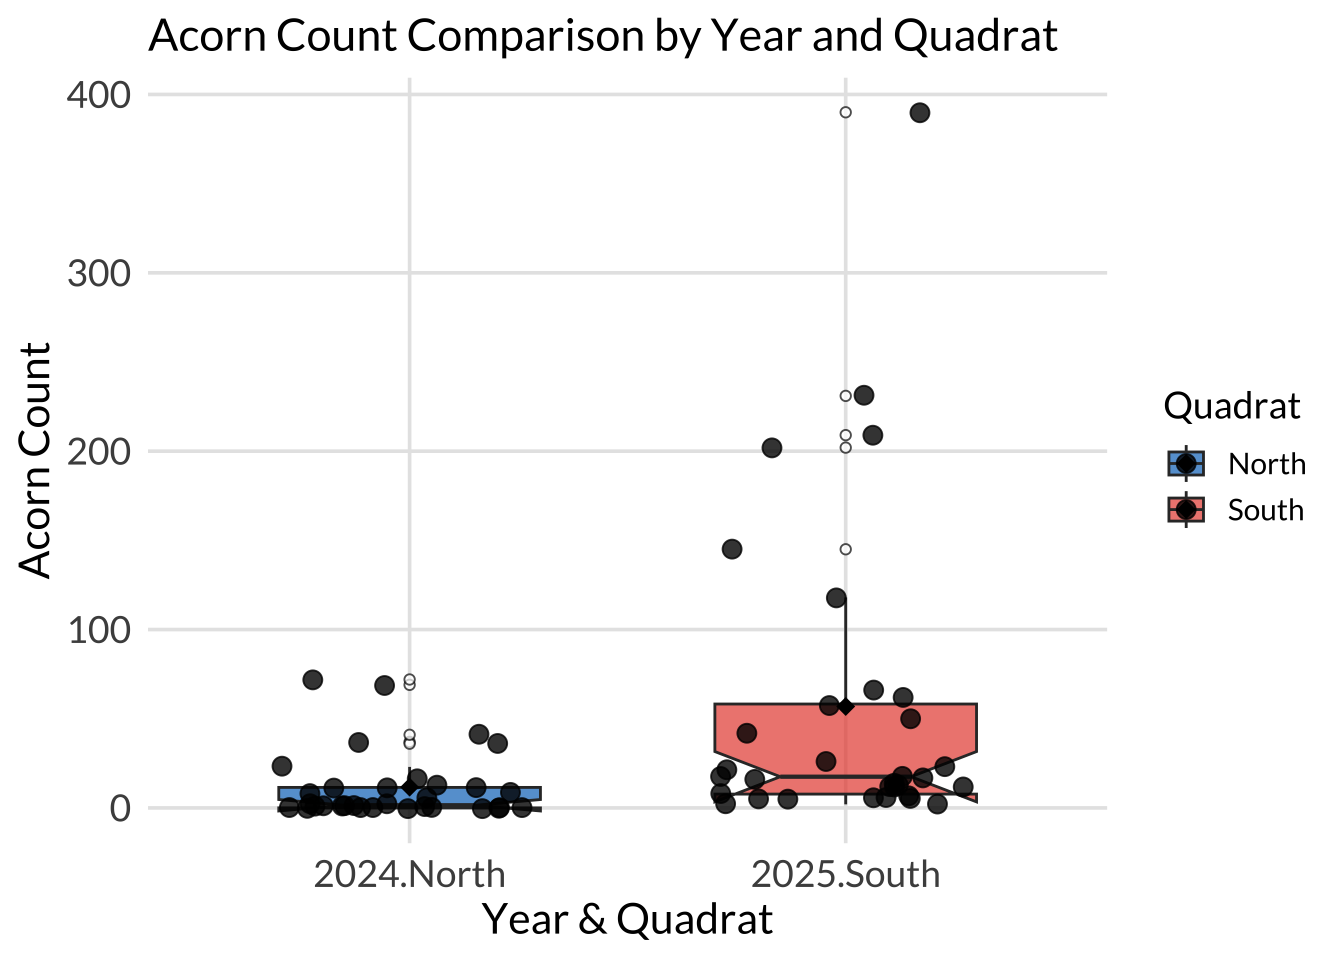 Acorn Count Comparison by Year and Quadrat
400
300
200
100
0
Acorn Count
2024.North
2025.South
Year & Quadrat
Quadrat
North
South